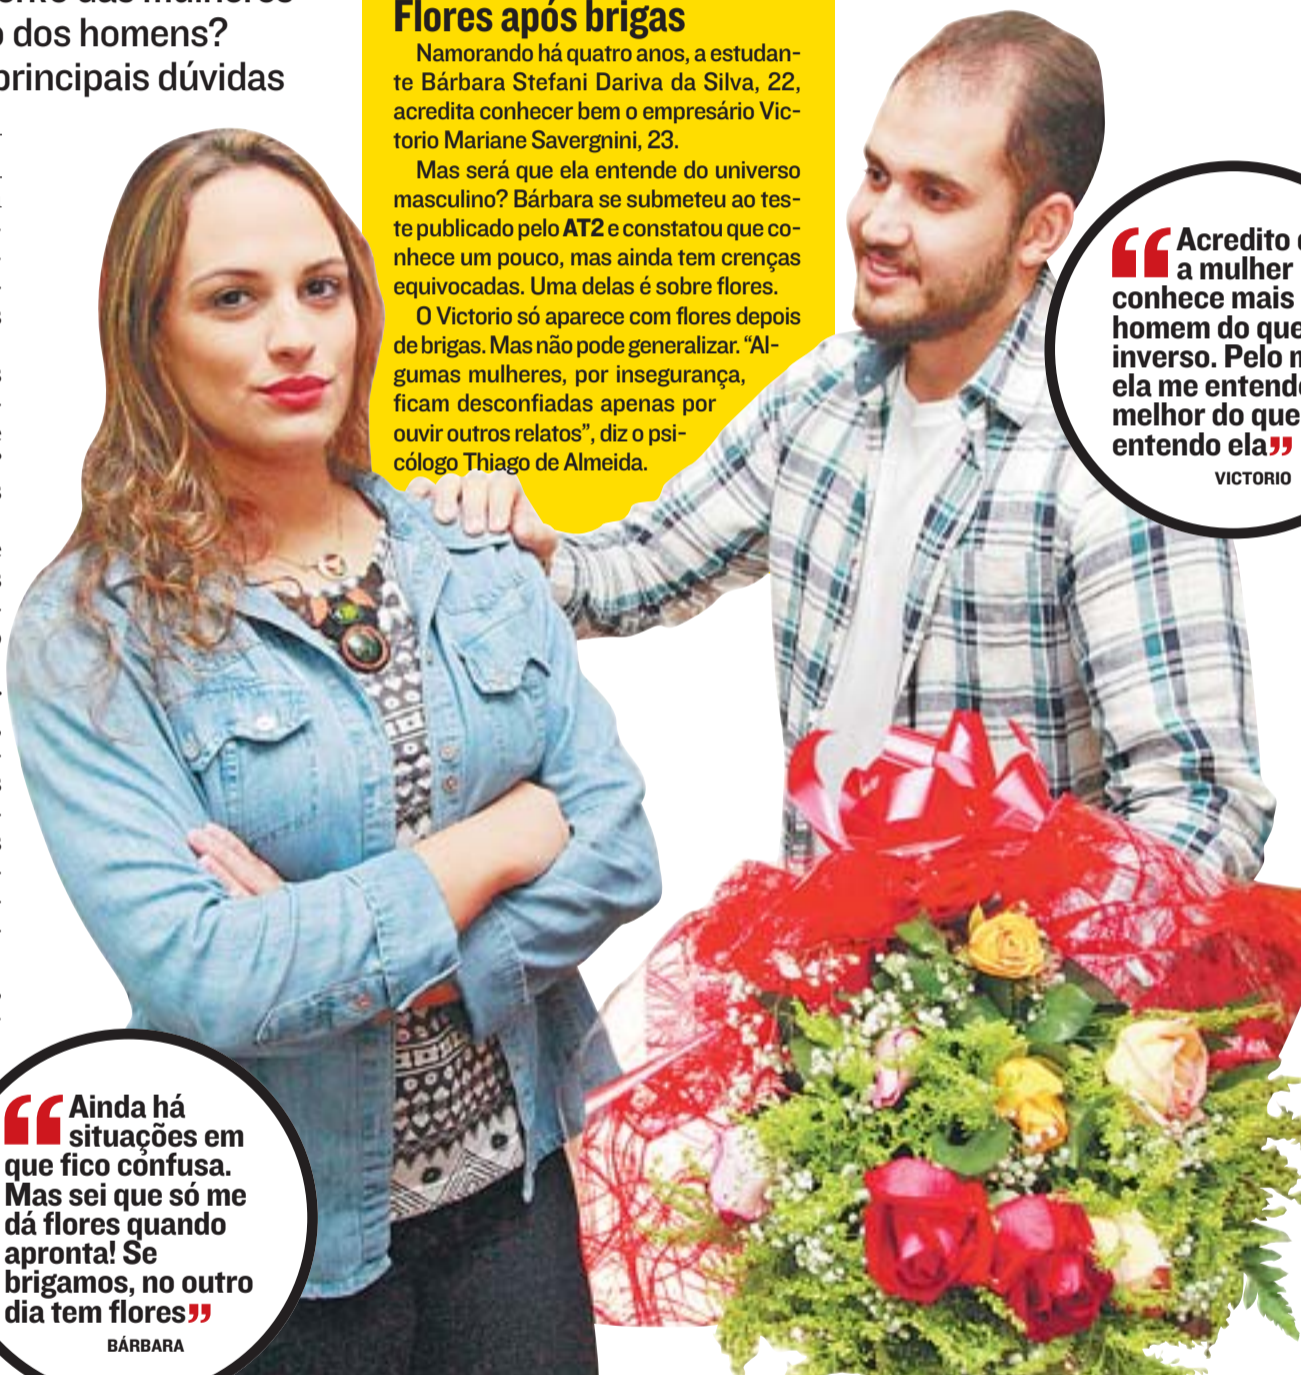 dos homens?
principais dúvidas
Flores após brigas
Namorando há quatro anos, a estudan-
te Bárbara Stefani Dariva da Silva, 22,
acredita conhecer bem o empresário Vic-
torio Mariane Savergnini, 23.
Mas será que ela entende do universo
masculino? Bárbara se submeteu ao tes-
te publicado pelo AT2 e constatou que co-
nhece um pouco, mas ainda tem crenças
equivocadas. Uma delas é sobre flores.
O Victorio só aparece com flores depois
de brigas. Mas não pode generalizar. “Al-
gumas mulheres, por insegurança,
ficam desconfiadas apenas por
ouvir outros relatos”, diz o psi-
cólogo Thiago de Almeida.
“Acredito
a mulher
conhece mais
homem do que
inverso. Pelo
ela me
melhor do que
entendo ela”
VICTORIO
“Ainda há
situações em
que fico confusa.
Mas sei que só me
dá flores quando
apronta! Se
brigamos, no outro
dia tem flores”
BÁRBARA